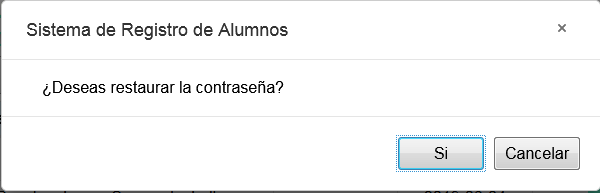 Sistema de Registro de Alumnos
×
¿Deseas restaurar la contraseña?
Si
Cancelar